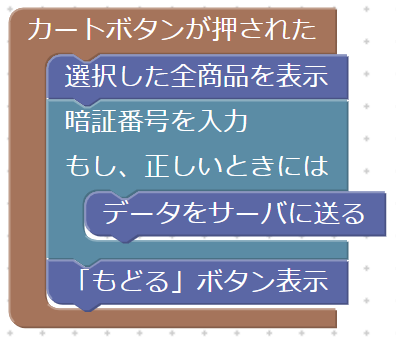 カートボタンが押された
選択した全商品を表示
暗証番号を入力
もし、正しいときには
データをサーバに送る
「もどる」ボタン表示